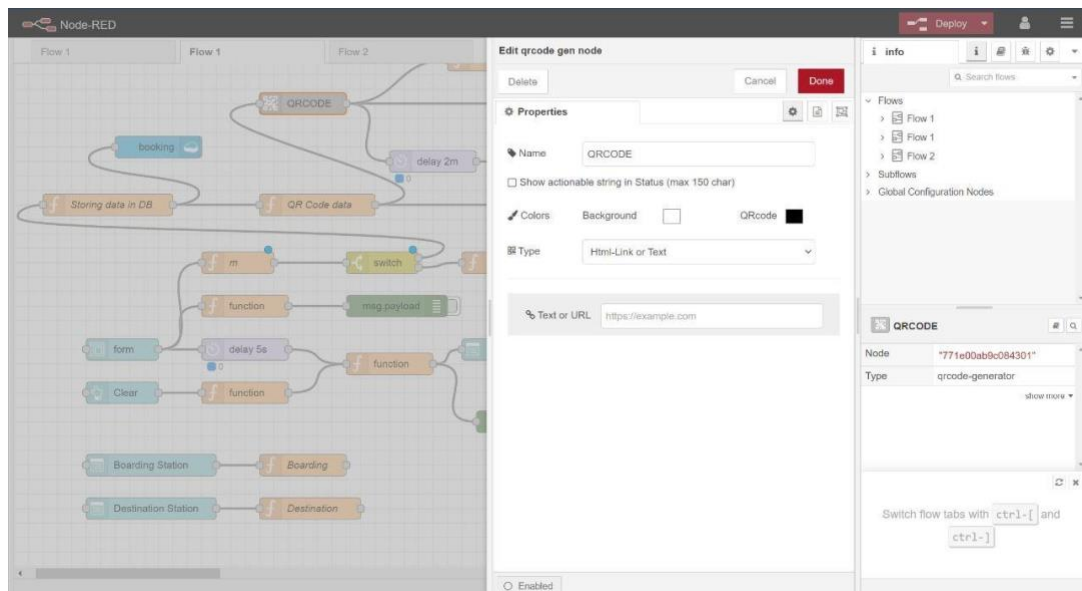 Node-RED
Deploy
Flow 1
Flow 1
Flow 2
QRCODE
booking
delay 2m
0
Storing data in DB
QR Code data
m
switch
function
msg.payload
form
delay 5s
0
function
Clear
function
Boarding Station
Boarding
Destination Station
Destination
Edit qrcode gen node
Delete
Cancel
Done
Properties
Name
QRCODE
Show actionable string in Status (max 150 char)
Colors
Background
QRcode
Type
Html-Link or Text
Text or URL
https://example.com
Enabled
i info
i
Search flows
Flows
Flow 1
Flow 1
Flow 2
Subflows
Global Configuration Nodes
QRCODE
Node
"771e00ab9c084301"
Type
qrcode-generator
show more
Switch flow tabs with ctrl-[ and
ctrl-]